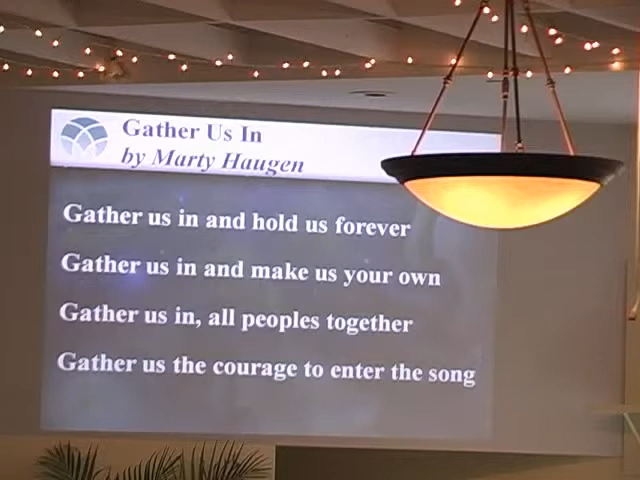 Gather Us In
by Marty Haugen
Gather us in and hold us forever
Gather us in and make us your own
Gather us in, all peoples together
Gather us the courage to enter the song